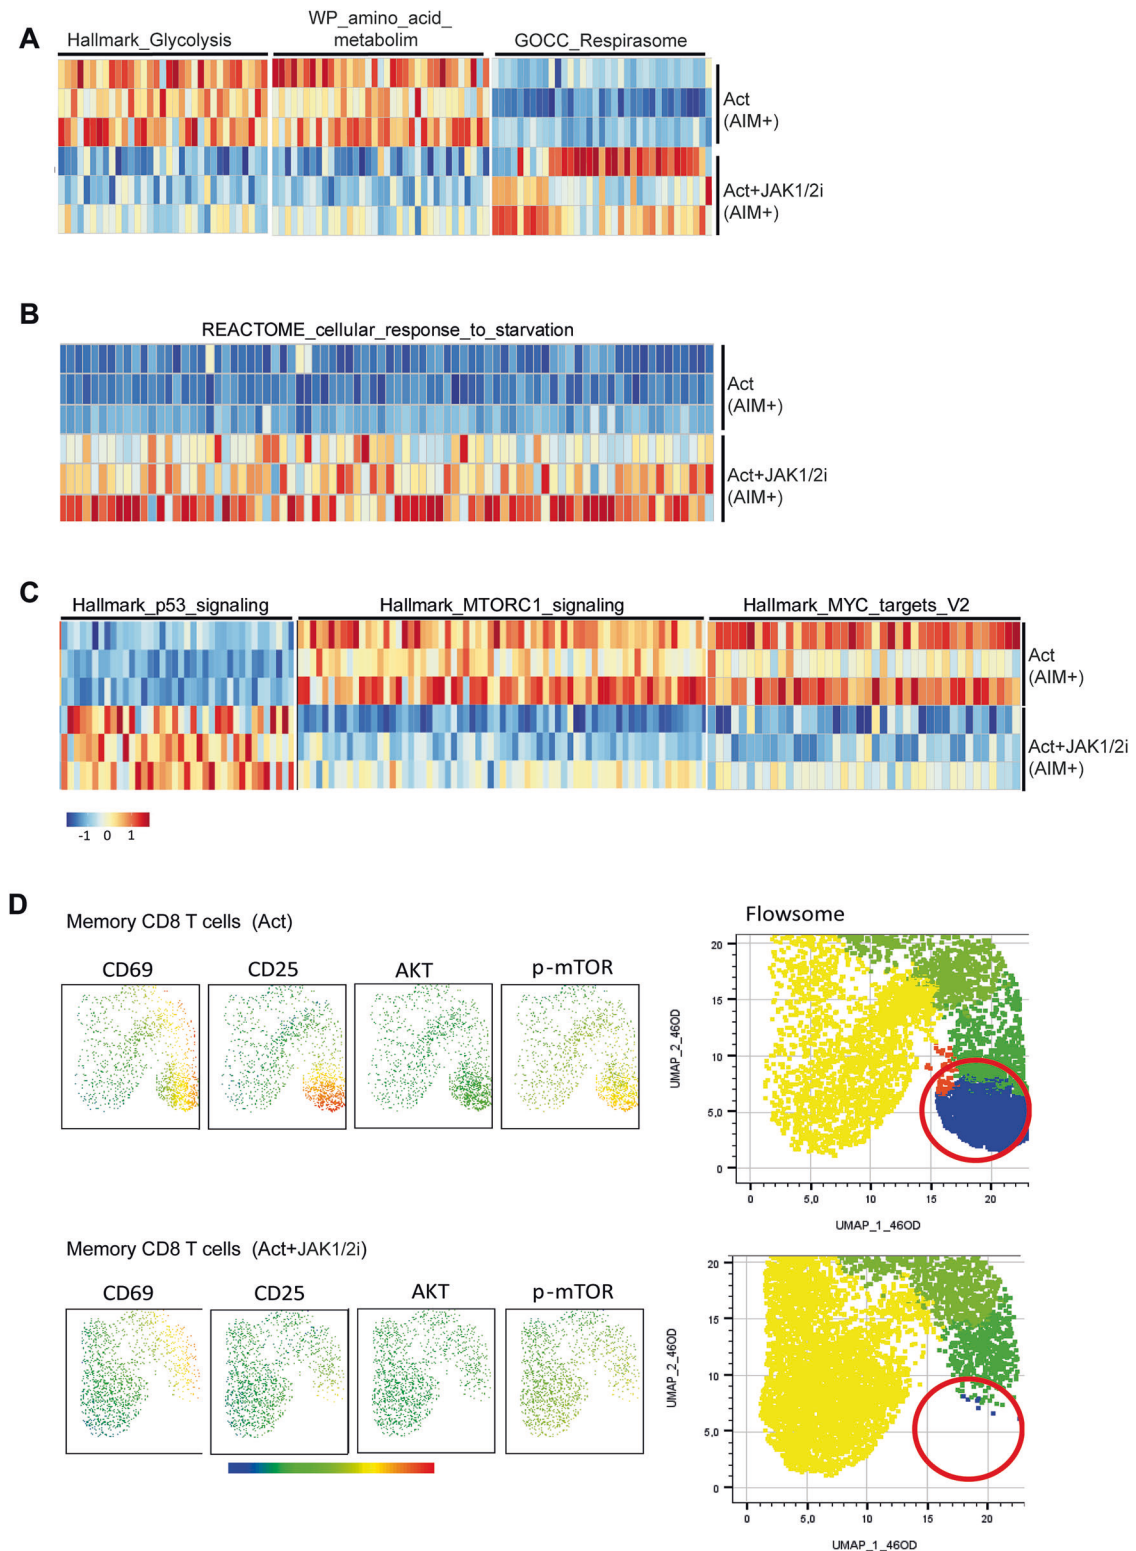 A
Hallmark_Glycolysis
WP_amino_acid_
metabolim
GOCC_Respirasome
Act
(AIM+)
Act+JAK1/2i
(AIM+)
B
REACTOME_cellular_response_to_starvation
Act
(AIM+)
Act+JAK1/2i
(AIM+)
C
Hallmark_p53_signaling
Hallmark_MTORC1_signaling
Hallmark_MYC_targets_V2
Act
(AIM+)
Act+JAK1/2i
(AIM+)
-1 0 1
D
Memory CD8 T cells (Act)
CD69
CD25
AKT
p-mTOR
Flowsome
20
15
10
5,0
0
UMAP_2_46OD
0 5,0 10 15 20
UMAP_1_46OD
Memory CD8 T cells (Act+JAK1/2i)
CD69
CD25
AKT
p-mTOR
20
15
10
5,0
0
UMAP_2_46OD
0 5,0 10 15 20
UMAP_1_46OD